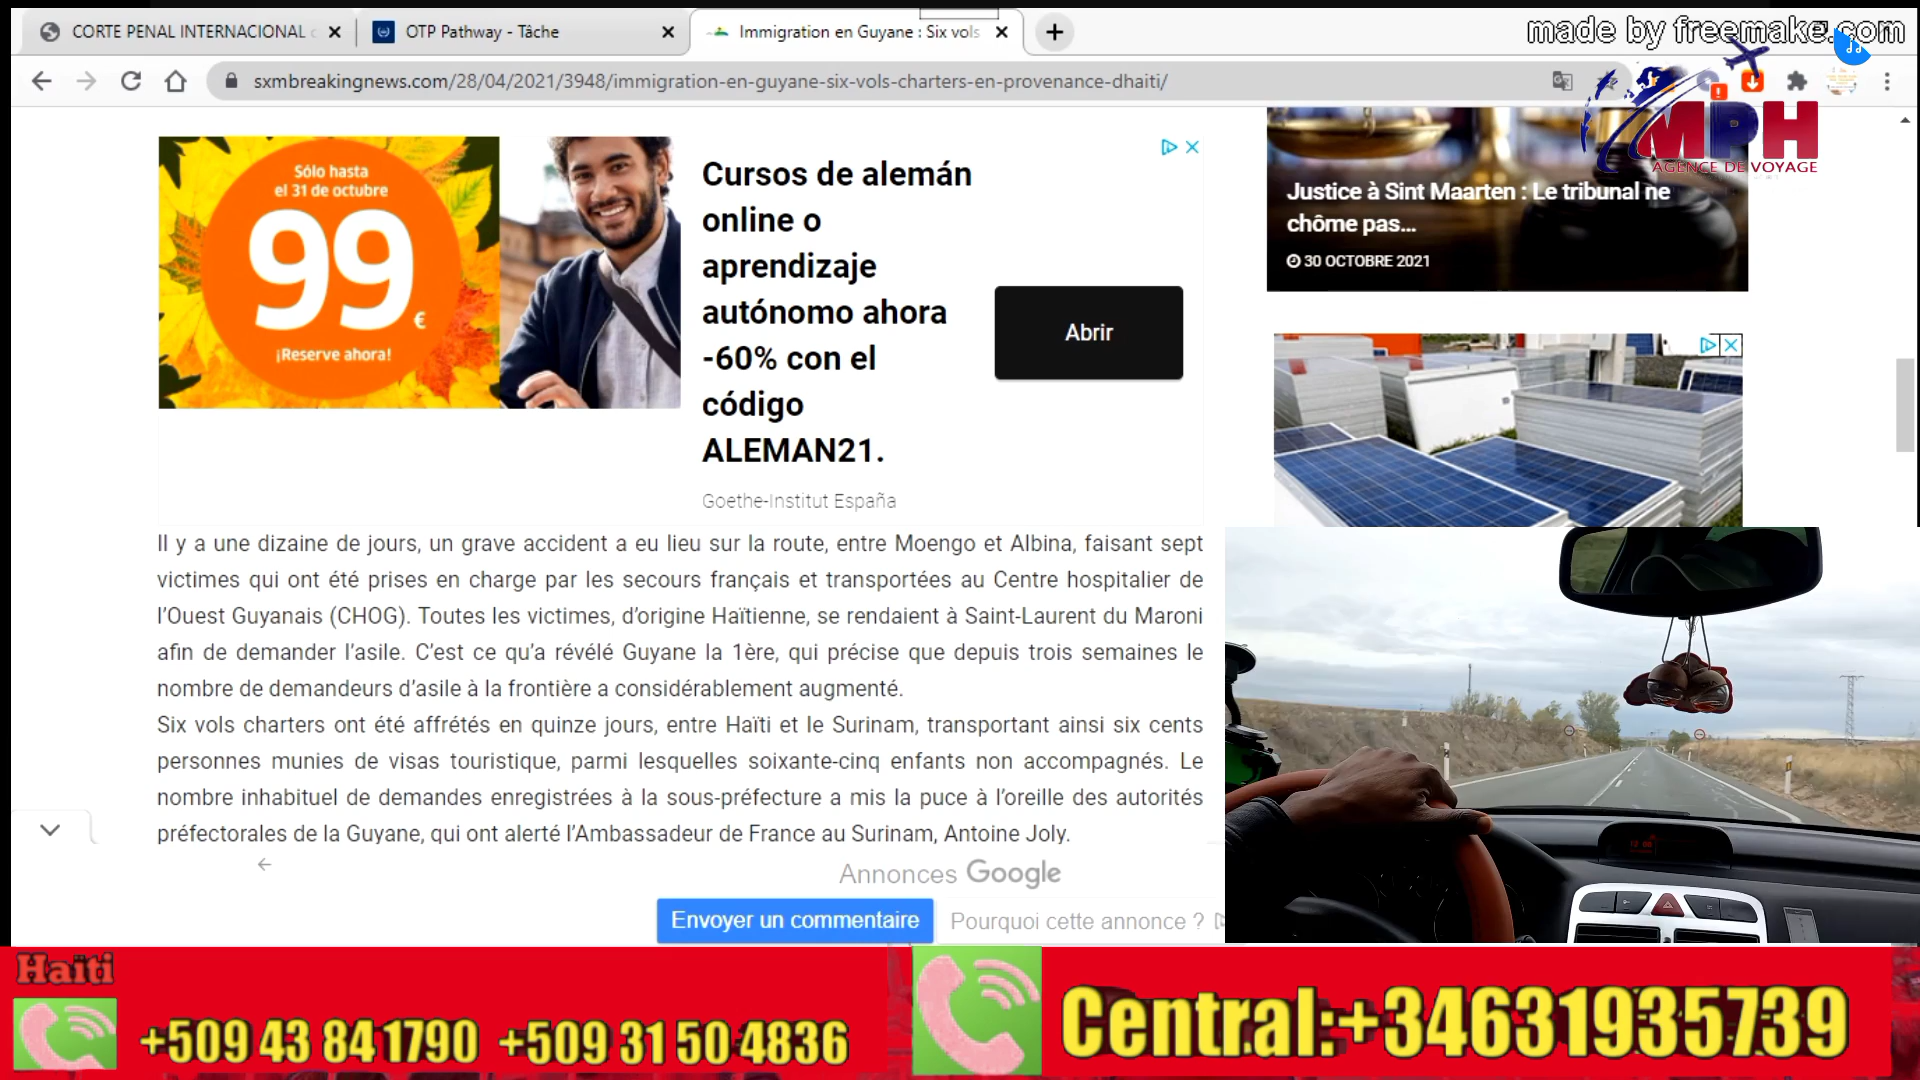 CORTE PENAL INTERNACIONAL
OTP Pathway - Tâche
Immigration en Guyane : Six vols
made by freemake.com
sxmbreakingnews.com/28/04/2021/3948/immigration-en-guyane-six-vols-charters-en-provenance-dhaiti/
MPH
AGENCE DE VOYAGE
Sólo hasta
el 31 de octubre
99
€
¡Reserve ahora!
Cursos de alemán
online o
aprendizaje
autónomo ahora
-60% con el
código
ALEMAN21.
Goethe-Institut España
Abrir
Justice à Sint Maarten : Le tribunal ne
chôme pas...
30 OCTOBRE 2021
Il y a une dizaine de jours, un grave accident a eu lieu sur la route, entre Moengo et Albina, faisant sept
victimes qui ont été prises en charge par les secours français et transportées au Centre hospitalier de
l'Ouest Guyanais (CHOG). Toutes les victimes, d'origine Haïtienne, se rendaient à Saint-Laurent du Maroni
afin de demander l'asile. C'est ce qu'a révélé Guyane la 1ère, qui précise que depuis trois semaines le
nombre de demandeurs d'asile à la frontière a considérablement augmenté.
Six vols charters ont été affrétés en quinze jours, entre Haïti et le Surinam, transportant ainsi six cents
personnes munies de visas touristique, parmi lesquelles soixante-cinq enfants non accompagnés. Le
nombre inhabituel de demandes enregistrées à la sous-préfecture a mis la puce à l'oreille des autorités
préfectorales de la Guyane, qui ont alerté l'Ambassadeur de France au Surinam, Antoine Joly.
Annonces Google
Envoyer un commentaire
Pourquoi cette annonce ?
Haïti
+509 43 84 1790 +509 31 50 4836
Central:+34631935739